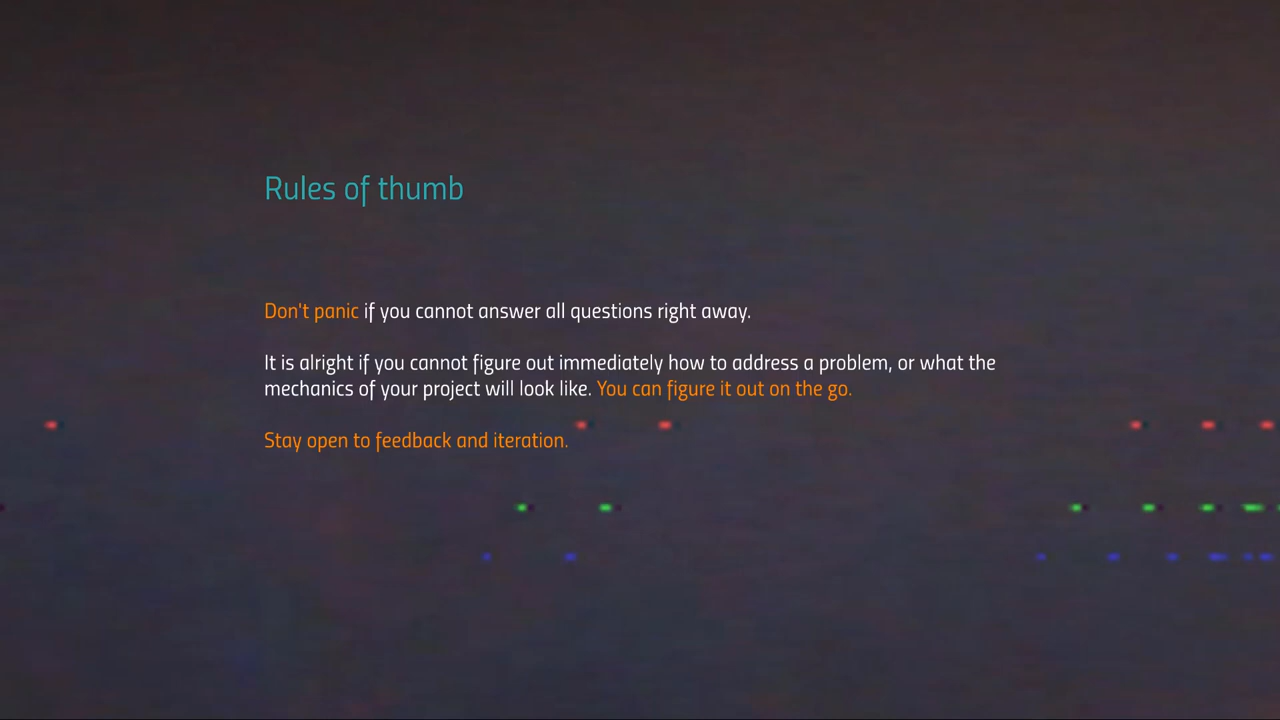 Rules of thumb
Don't panic if you cannot answer all questions right away.
It is alright if you cannot figure out immediately how to address a problem, or what the
mechanics of your project will look like. You can figure it out on the go.
Stay open to feedback and iteration.